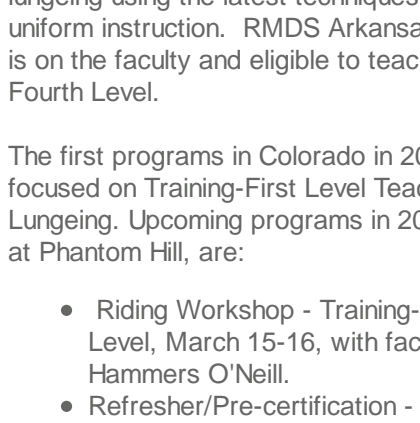 lungeing using the latest techniques
uniform instruction. RMDS Arkansa
is on the faculty and eligible to teac
Fourth Level.
The first programs in Colorado in 20
focused on Training-First Level Teac
Lungeing. Upcoming programs in 20
at Phantom Hill, are:
Riding Workshop - Training-
Level, March 15-16, with fac
Hammers O'Neill.
Refresher/Pre-certification -